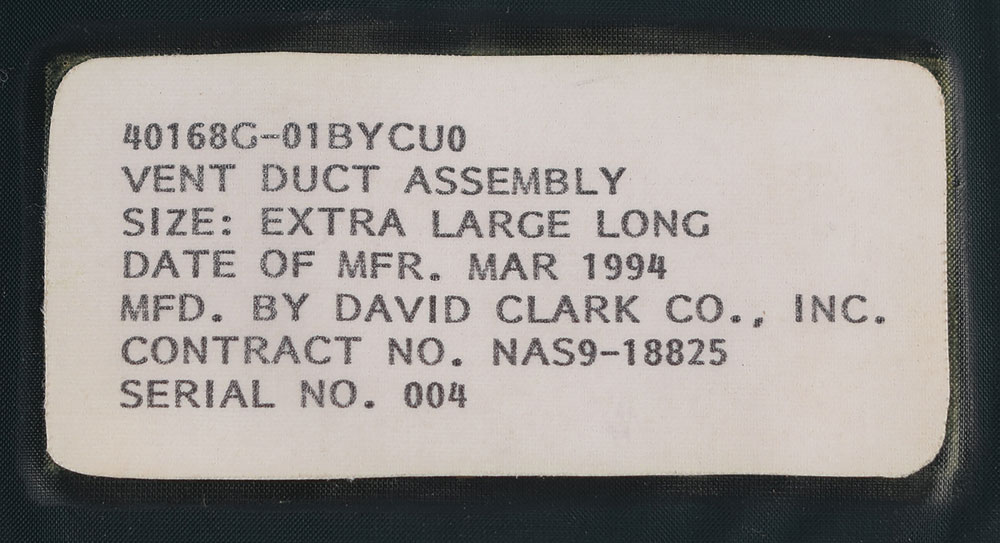 40168G-01BYCU0
VENT DUCT ASSEMBLY
SIZE: EXTRA LARGE LONG
DATE OF MFR. MAR 1994
MFD. BY DAVID CLARK CO., INC.
CONTRACT NO. NAS9-18825
SERIAL NO. 004